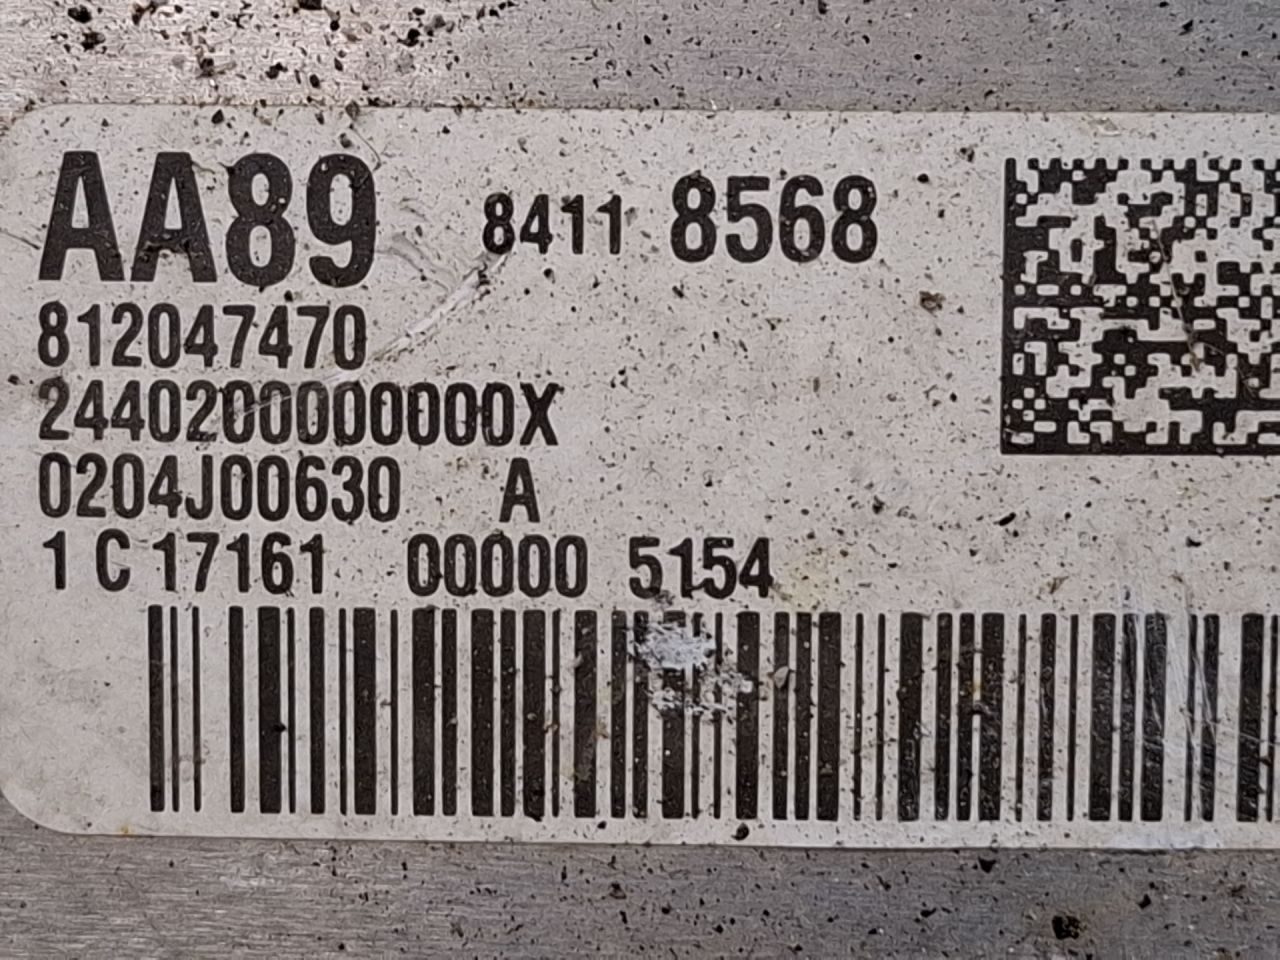 AA89 8411 8568
812047470
2440200000000X
0204J00630 A
1 C 17161 00000 5154